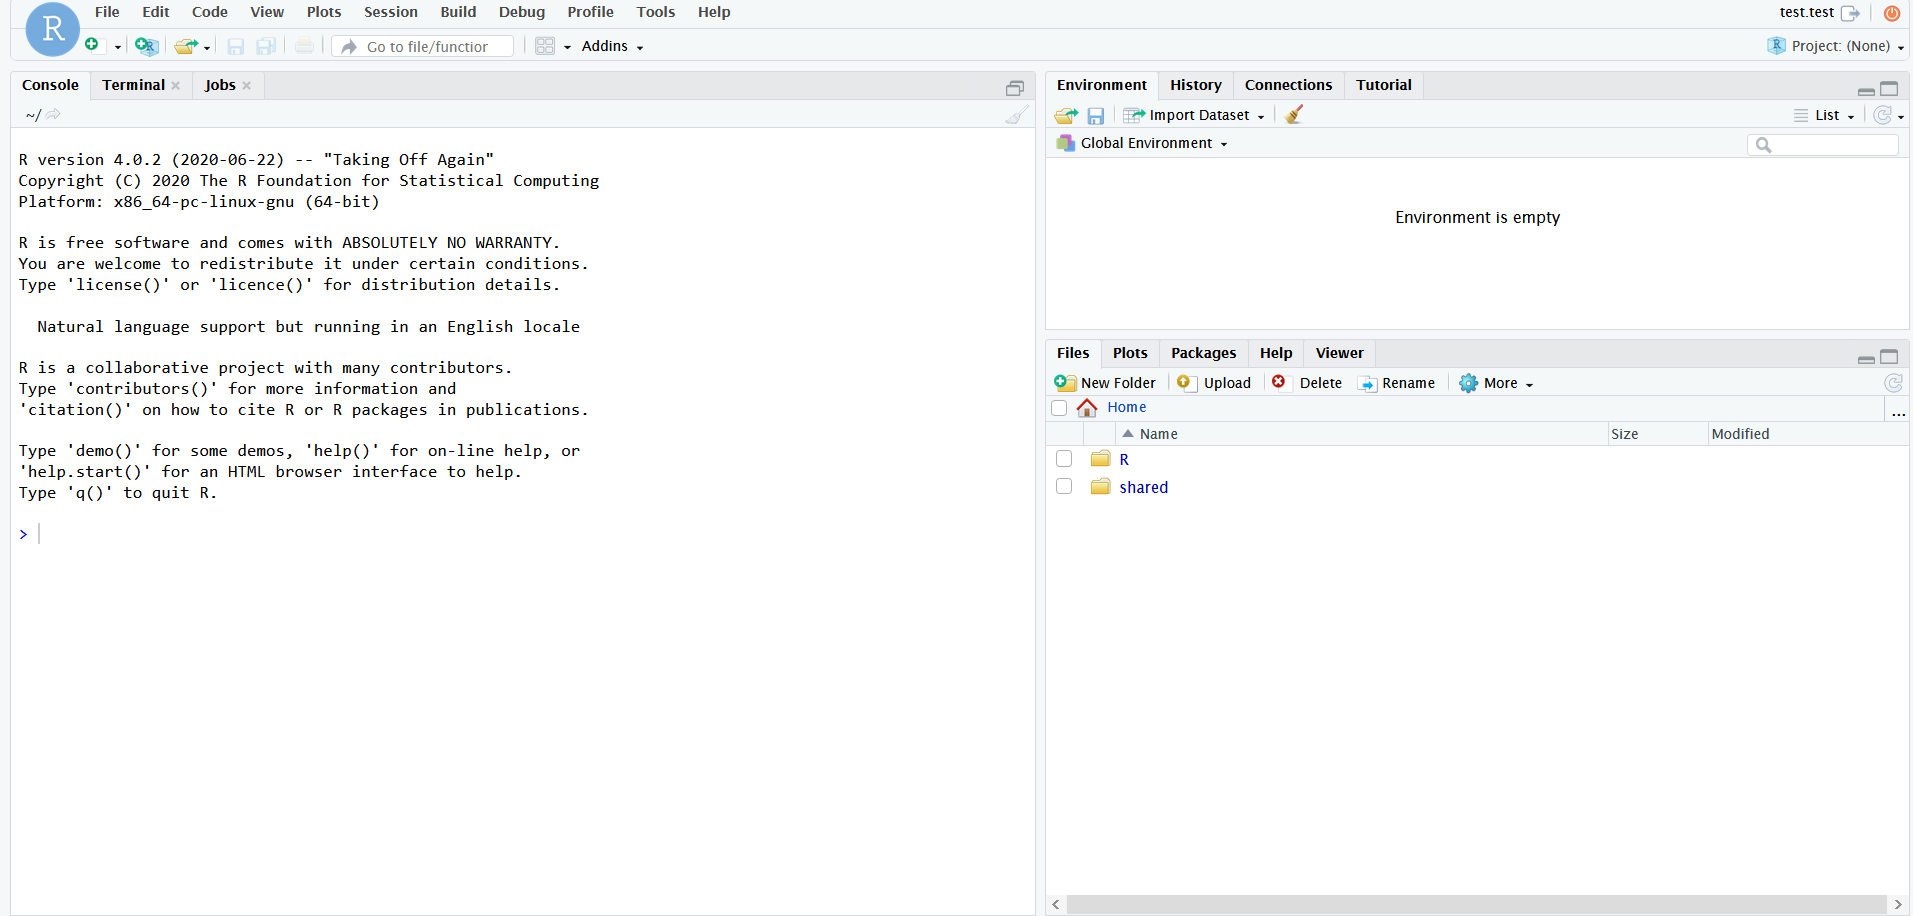 R File Edit Code View Plots Session Build Debug Profile Tools Help test.test
Go to file/functior Addins Project: (None)
Console Terminal Jobs
~/
R version 4.0.2 (2020-06-22) -- "Taking Off Again"
Copyright (C) 2020 The R Foundation for Statistical Computing
Platform: x86_64-pc-linux-gnu (64-bit)
R is free software and comes with ABSOLUTELY NO WARRANTY.
You are welcome to redistribute it under certain conditions.
Type 'license()' or 'licence()' for distribution details.
Natural language support but running in an English locale
R is a collaborative project with many contributors.
Type 'contributors()' for more information and
'citation()' on how to cite R or R packages in publications.
Type 'demo()' for some demos, 'help()' for on-line help, or
'help.start()' for an HTML browser interface to help.
Type 'q()' to quit R.
>
Environment History Connections Tutorial
Import Dataset List
Global Environment
Environment is empty
Files Plots Packages Help Viewer
New Folder Upload Delete Rename More
Home ...
Name Size Modified
R
shared